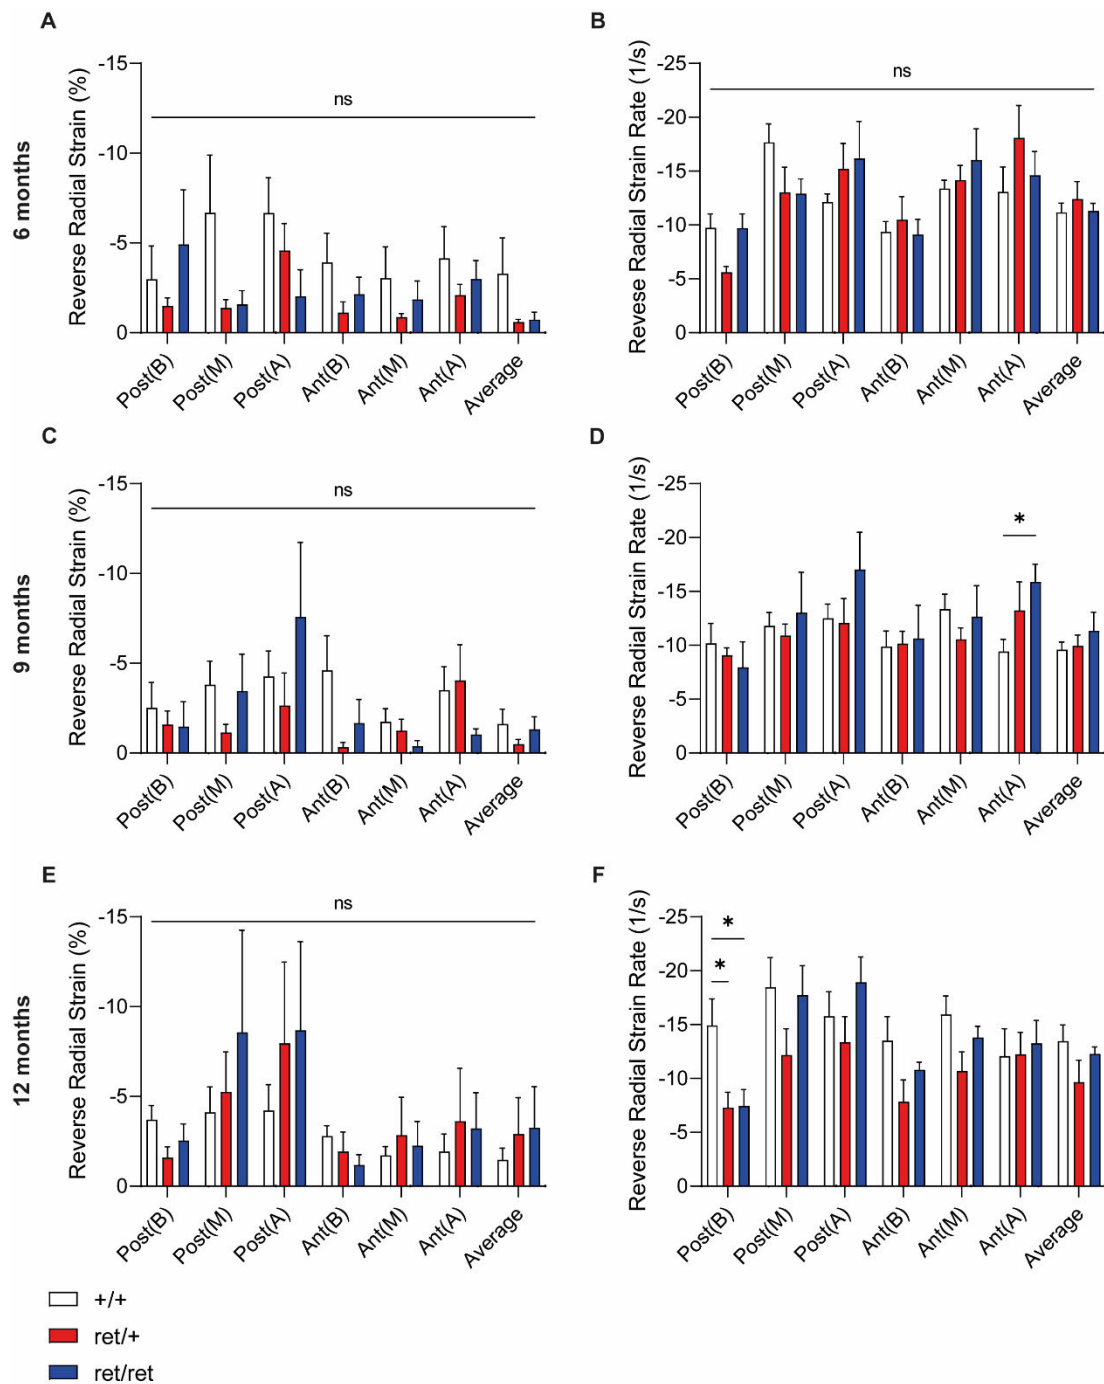 A
B
6 months
Reverse Radial Strain (%)
-15
-10
-5
0
ns
Post(B)
Post(M)
Post(A)
Ant(B)
Ant(M)
Ant(A)
Average
Revese Radial Strain Rate (1/s)
-25
-20
-15
-10
-5
0
ns
Post(B)
Post(M)
Post(A)
Ant(B)
Ant(M)
Ant(A)
Average
C
D
9 months
Reverse Radial Strain (%)
-15
-10
-5
0
ns
Post(B)
Post(M)
Post(A)
Ant(B)
Ant(M)
Ant(A)
Average
Reverse Radial Strain Rate (1/s)
-25
-20
-15
-10
-5
0
*
Post(B)
Post(M)
Post(A)
Ant(B)
Ant(M)
Ant(A)
Average
E
F
12 months
Reverse Radial Strain (%)
-15
-10
-5
0
ns
Post(B)
Post(M)
Post(A)
Ant(B)
Ant(M)
Ant(A)
Average
Reverse Radial Strain Rate (1/s)
-25
-20
-15
-10
-5
0
*
*
Post(B)
Post(M)
Post(A)
Ant(B)
Ant(M)
Ant(A)
Average
+/+
ret/+
ret/ret